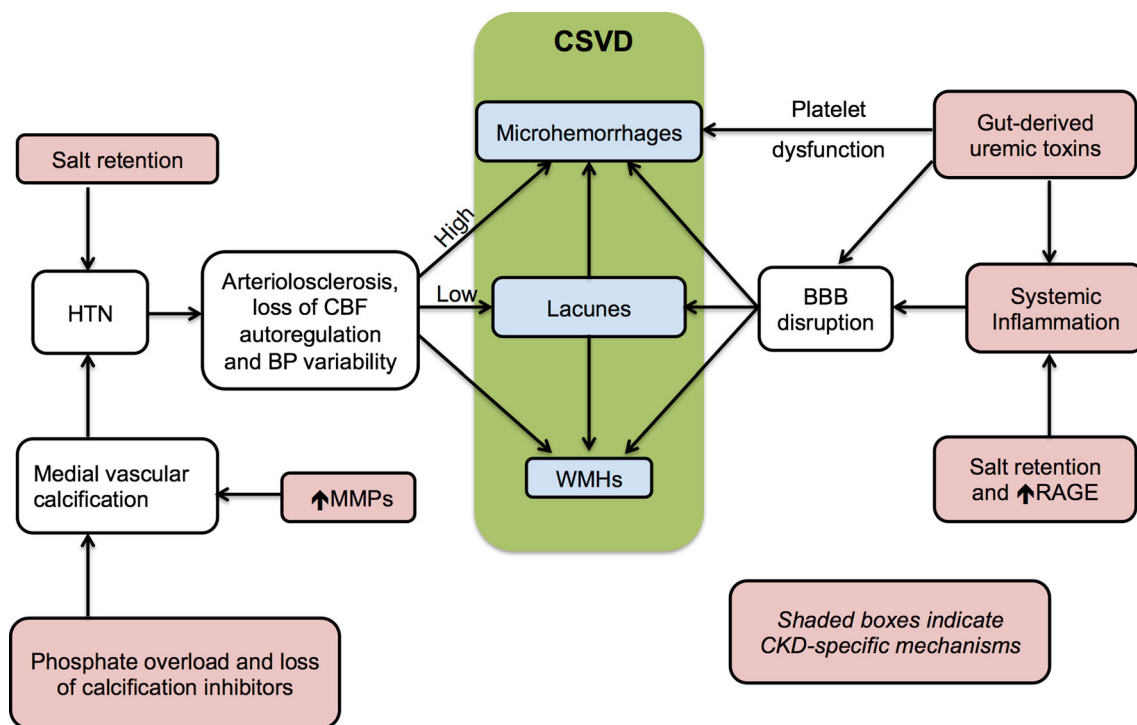 CSVD
Microhemorrhages
Platelet
dysfunction
Gut-derived
uremic toxins
Salt retention
High
HTN
Arteriolosclerosis,
loss of CBF
autoregulation
and BP variability
Low
Lacunes
BBB
disruption
Systemic
Inflammation
Medial vascular
calcification
↑MMPs
WMHs
Salt retention
and ↑RAGE
Phosphate overload and loss
of calcification inhibitors
Shaded boxes indicate
CKD-specific mechanisms